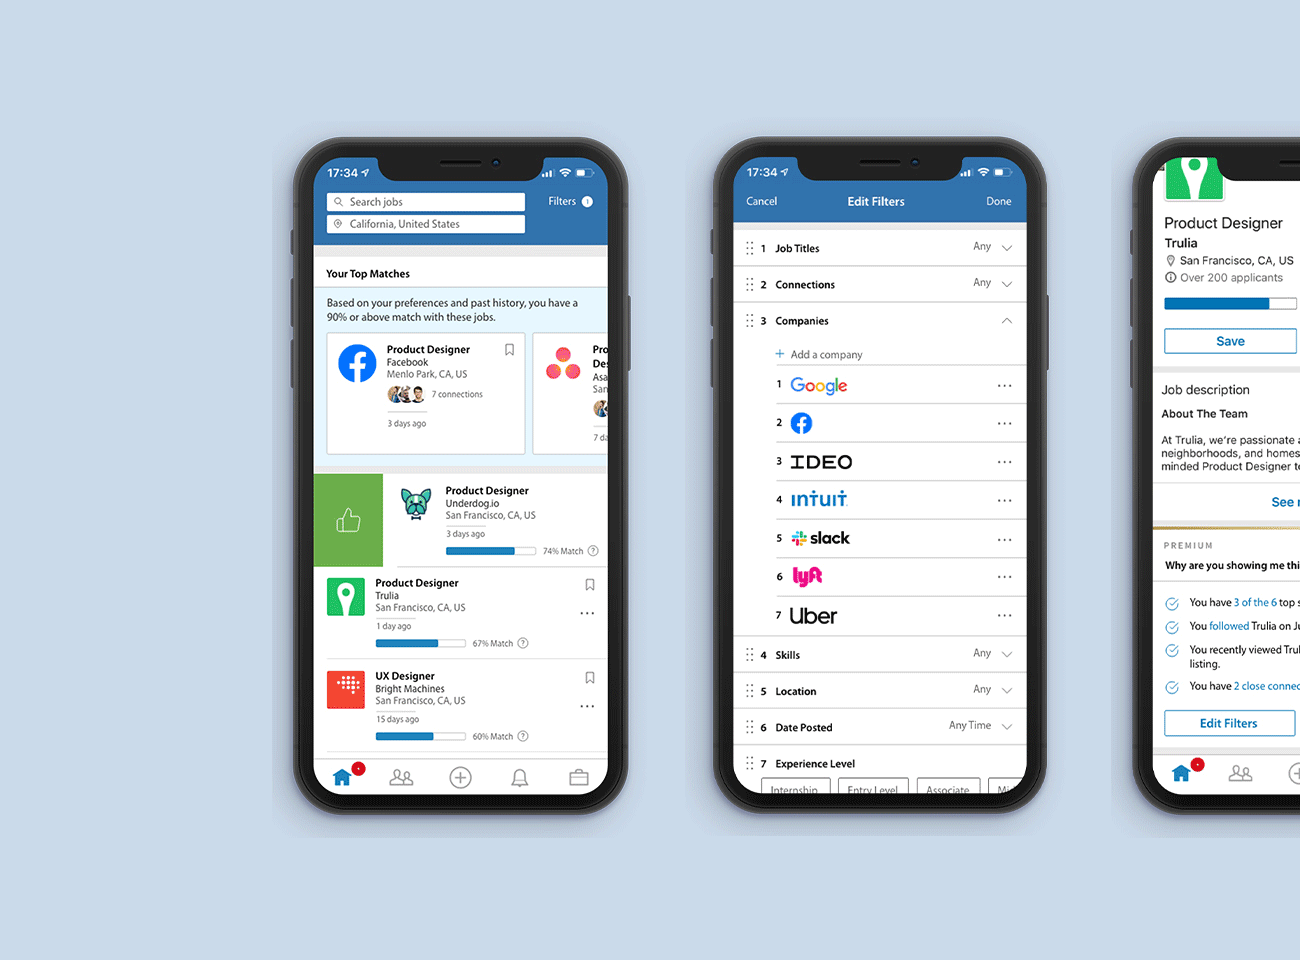 17:34
Search jobs
Filters 1
California, United States
Your Top Matches
Based on your preferences and past history, you have a
90% or above match with these jobs.
Product Designer
Facebook
Menlo Park, CA, US
7 connections
3 days ago
Pro
Des
Asa
San
7 da
Product Designer
Underdog.io
San Francisco, CA, US
3 days ago
74% Match ?
Product Designer
Trulia
San Francisco, CA, US
1 day ago
67% Match ?
UX Designer
Bright Machines
San Francisco, CA, US
15 days ago
60% Match ?
17:34
Cancel
Edit Filters
Done
1 Job Titles Any
2 Connections Any
3 Companies
+ Add a company
1 Google
2
3 IDEO
4 intuit
5 slack
6 lyft
7 Uber
4 Skills Any
5 Location Any
6 Date Posted Any Time
7 Experience Level
Internship Entry Level Associate Mi
Product Designer
Trulia
San Francisco, CA, US
Over 200 applicants
Save
Job description
About The Team
At Trulia, we're passionate a
neighborhoods, and homes
minded Product Designer t
See
PREMIUM
Why are you showing me thi
You have 3 of the 6 top s
You followed Trulia on Ju
You recently viewed Trul
listing.
You have 2 close connec
Edit Filters